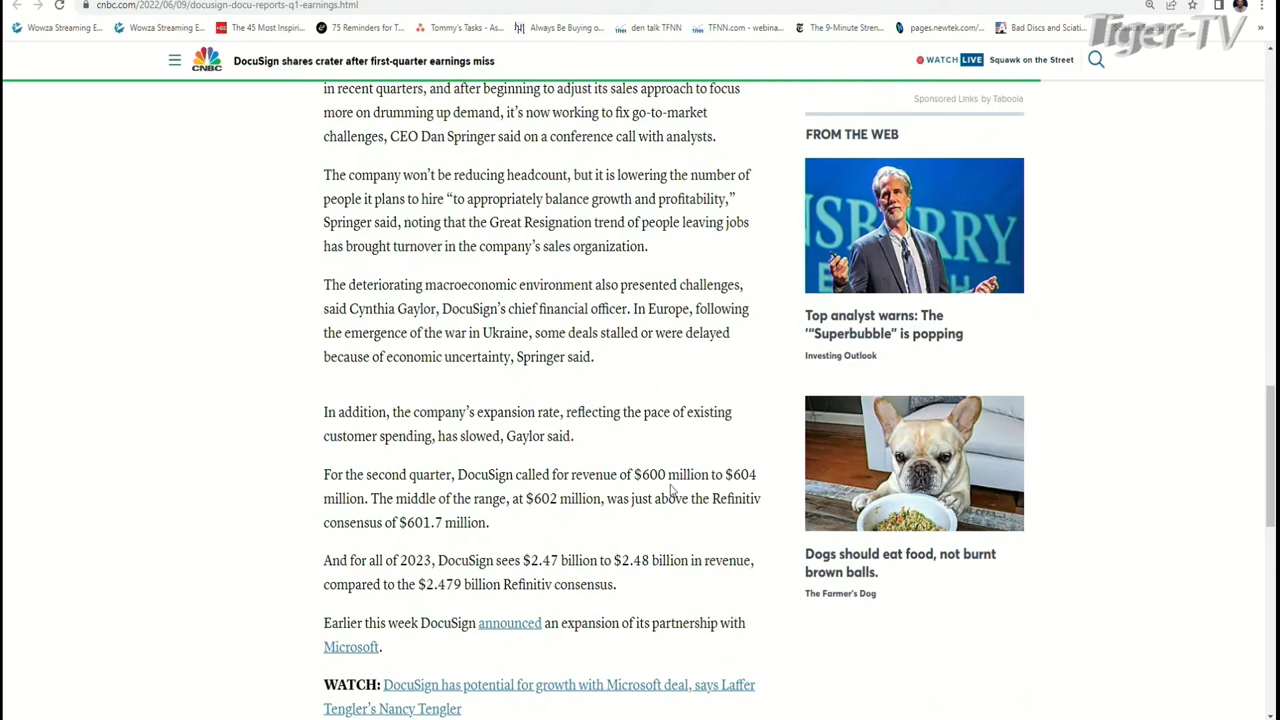 cnbc.com/2022/06/09/docusign-docu-reports-q1-earnings.html
Wowza Streaming E...
Wowza Streaming E...
The 45 Most Inspiri...
75 Reminders for T...
Tommy's Tasks - As...
Always Be Buying o...
den talk TFNN
TFNN.com - webina...
The 9-Minute Stren...
pages.newtek.com/...
Bad Discs and Sciati...
Tiger-TV
CNBC
DocuSign shares crater after first-quarter earnings miss
WATCH LIVE
Squawk on the Street
in recent quarters, and after beginning to adjust its sales approach to focus
more on drumming up demand, it's now working to fix go-to-market
challenges, CEO Dan Springer said on a conference call with analysts.
The company won't be reducing headcount, but it is lowering the number of
people it plans to hire “to appropriately balance growth and profitability,”
Springer said, noting that the Great Resignation trend of people leaving jobs
has brought turnover in the company's sales organization.
The deteriorating macroeconomic environment also presented challenges,
said Cynthia Gaylor, DocuSign's chief financial officer. In Europe, following
the emergence of the war in Ukraine, some deals stalled or were delayed
because of economic uncertainty, Springer said.
In addition, the company's expansion rate, reflecting the pace of existing
customer spending, has slowed, Gaylor said.
For the second quarter, DocuSign called for revenue of $600 million to $604
million. The middle of the range, at $602 million, was just above the Refinitiv
consensus of $601.7 million.
And for all of 2023, DocuSign sees $2.47 billion to $2.48 billion in revenue,
compared to the $2.479 billion Refinitiv consensus.
Earlier this week DocuSign announced an expansion of its partnership with
Microsoft.
WATCH: DocuSign has potential for growth with Microsoft deal, says Laffer
Tengler's Nancy Tengler
Sponsored Links by Taboola
FROM THE WEB
NSBERRY
Top analyst warns: The
'“Superbubble” is popping
Investing Outlook
Dogs should eat food, not burnt
brown balls.
The Farmer's Dog